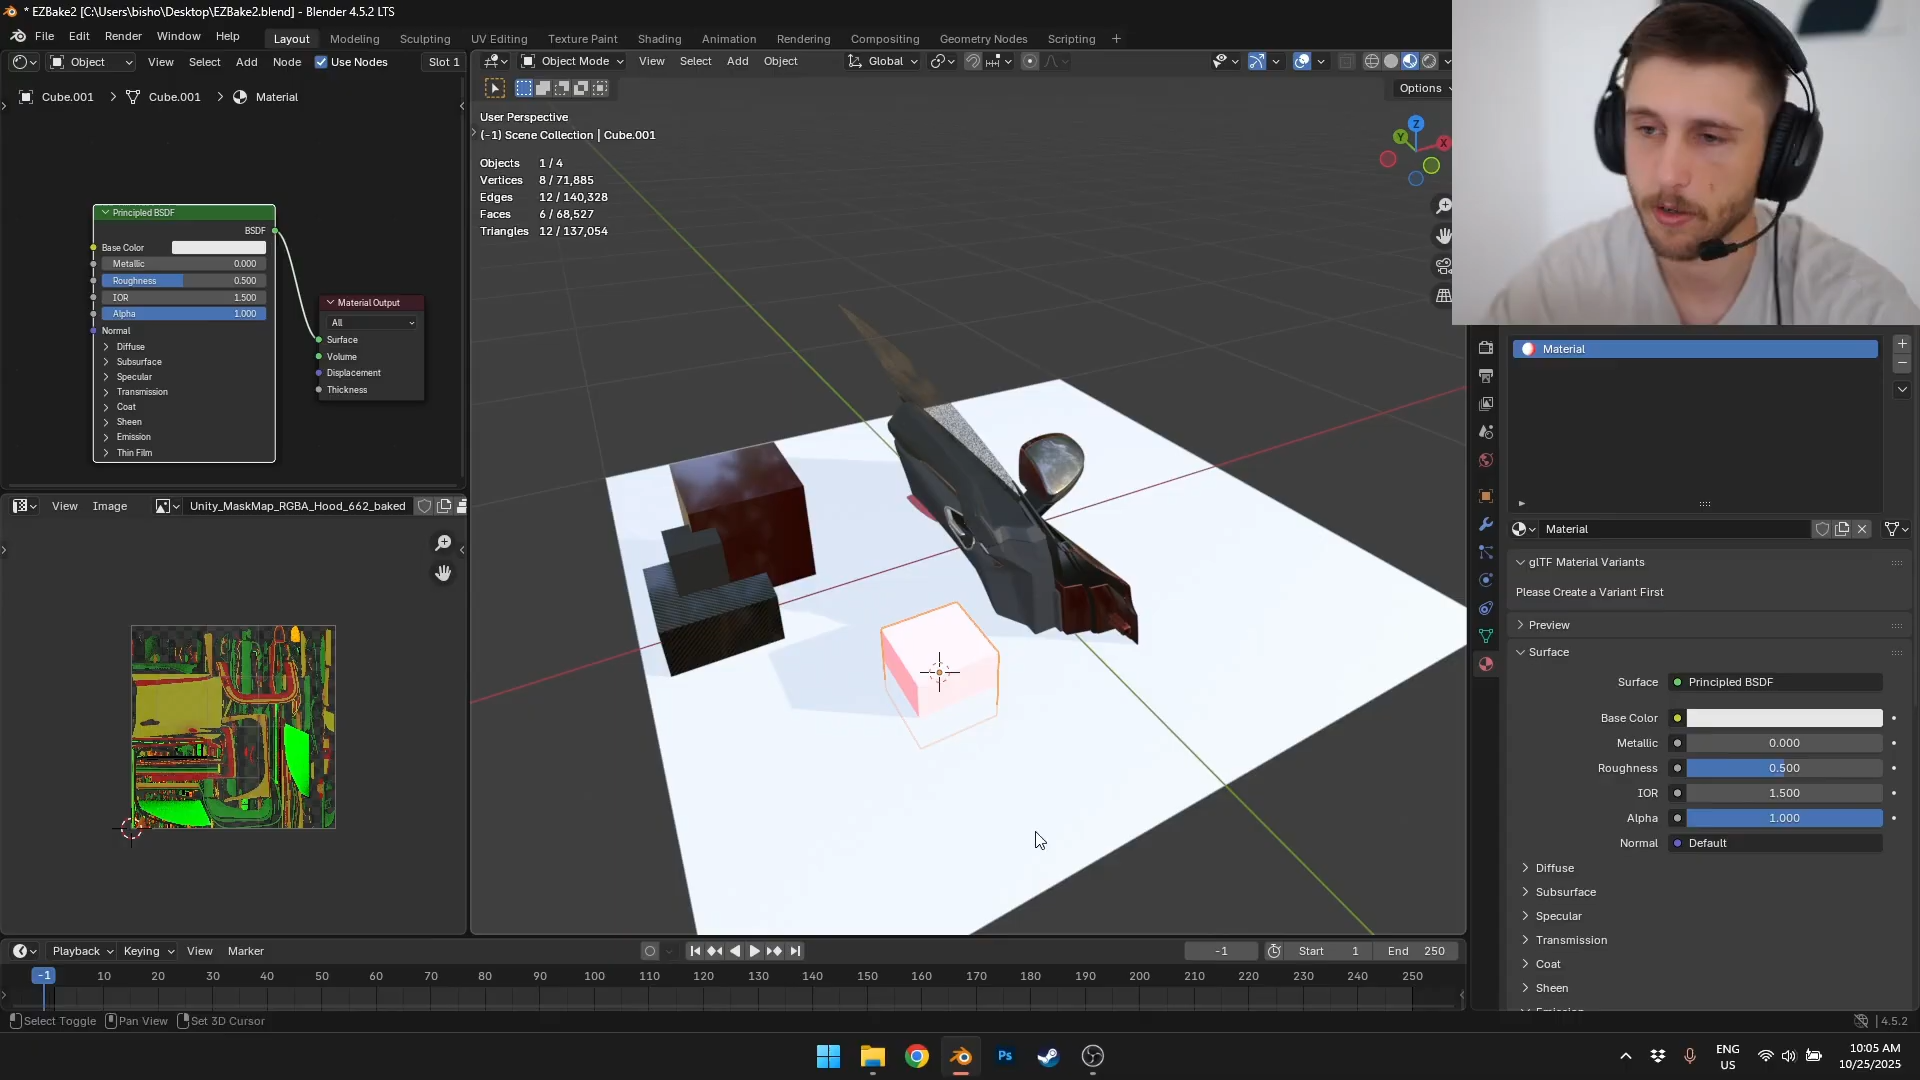 * EZBake2 [C:\Users\bisho\Desktop\EZBake2.blend] - Blender 4.5.2 LTS
File Edit Render Window Help
Layout Modeling Sculpting UV Editing Texture Paint Shading Animation Rendering Compositing Geometry Nodes Scripting +
Object View Select Add Node Use Nodes Slot 1
Object Mode View Select Add Object Global
Options
Cube.001 > Cube.001 > Material
User Perspective
(-1) Scene Collection | Cube.001
Objects 1 / 4
Vertices 8 / 71,885
Edges 12 / 140,328
Faces 6 / 68,527
Triangles 12 / 137,054
Z
Y
X
Principled BSDF
BSDF
Base Color
Metallic 0.000
Roughness 0.500
IOR 1.500
Alpha 1.000
Normal
Diffuse
Subsurface
Specular
Transmission
Coat
Sheen
Emission
Thin Film
Material Output
All
Surface
Volume
Displacement
Thickness
View Image Unity_MaskMap_RGBA_Hood_662_baked
Material
Material
glTF Material Variants
Please Create a Variant First
Preview
Surface
Surface Principled BSDF
Base Color
Metallic 0.000
Roughness 0.500
IOR 1.500
Alpha 1.000
Normal Default
Diffuse
Subsurface
Specular
Transmission
Coat
Sheen
Emission
Playback Keying View Marker
-1 Start 1 End 250
-1 10 20 30 40 50 60 70 80 90 100 110 120 130 140 150 160 170 180 190 200 210 220 230 240 250
Select Toggle Pan View Set 3D Cursor
4.5.2
Ps
ENG
US
10:05 AM
10/25/2025